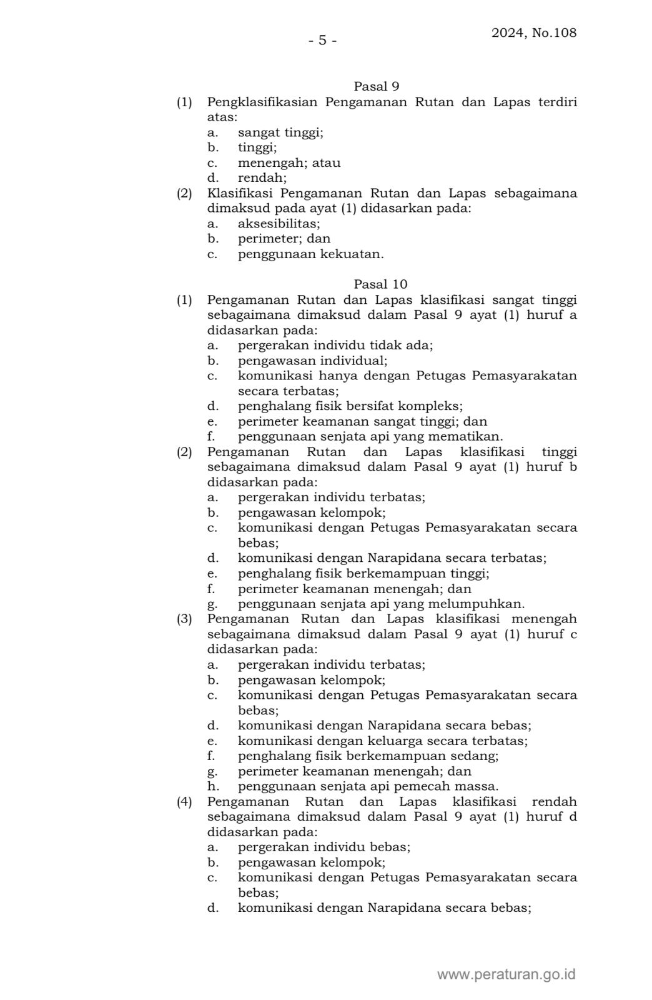 2024, No.108
- 5 -
Pasal 9
(1) Pengklasifikasian Pengamanan Rutan dan Lapas terdiri
atas:
a. sangat tinggi;
b. tinggi;
c. menengah; atau
d. rendah;
(2) Klasifikasi Pengamanan Rutan dan Lapas sebagaimana
dimaksud pada ayat (1) didasarkan pada:
a. aksesibilitas;
b. perimeter; dan
c. penggunaan kekuatan.
Pasal 10
(1) Pengamanan Rutan dan Lapas klasifikasi sangat tinggi
sebagaimana dimaksud dalam Pasal 9 ayat (1) huruf a
didasarkan pada:
a. pergerakan individu tidak ada;
b. pengawasan individual;
c. komunikasi hanya dengan Petugas Pemasyarakatan
secara terbatas;
d. penghalang fisik bersifat kompleks;
e. perimeter keamanan sangat tinggi; dan
f. penggunaan senjata api yang mematikan.
(2) Pengamanan Rutan dan Lapas klasifikasi tinggi
sebagaimana dimaksud dalam Pasal 9 ayat (1) huruf b
didasarkan pada:
a. pergerakan individu terbatas;
b. pengawasan kelompok;
c. komunikasi dengan Petugas Pemasyarakatan secara
bebas;
d. komunikasi dengan Narapidana secara terbatas;
e. penghalang fisik berkemampuan tinggi;
f. perimeter keamanan menengah; dan
g. penggunaan senjata api yang melumpuhkan.
(3) Pengamanan Rutan dan Lapas klasifikasi menengah
sebagaimana dimaksud dalam Pasal 9 ayat (1) huruf c
didasarkan pada:
a. pergerakan individu terbatas;
b. pengawasan kelompok;
c. komunikasi dengan Petugas Pemasyarakatan secara
bebas;
d. komunikasi dengan Narapidana secara bebas;
e. komunikasi dengan keluarga secara terbatas;
f. penghalang fisik berkemampuan sedang;
g. perimeter keamanan menengah; dan
h. penggunaan senjata api pemecah massa.
(4) Pengamanan Rutan dan Lapas klasifikasi rendah
sebagaimana dimaksud dalam Pasal 9 ayat (1) huruf d
didasarkan pada:
a. pergerakan individu bebas;
b. pengawasan kelompok;
c. komunikasi dengan Petugas Pemasyarakatan secara
bebas;
d. komunikasi dengan Narapidana secara bebas;
www.peraturan.go.id